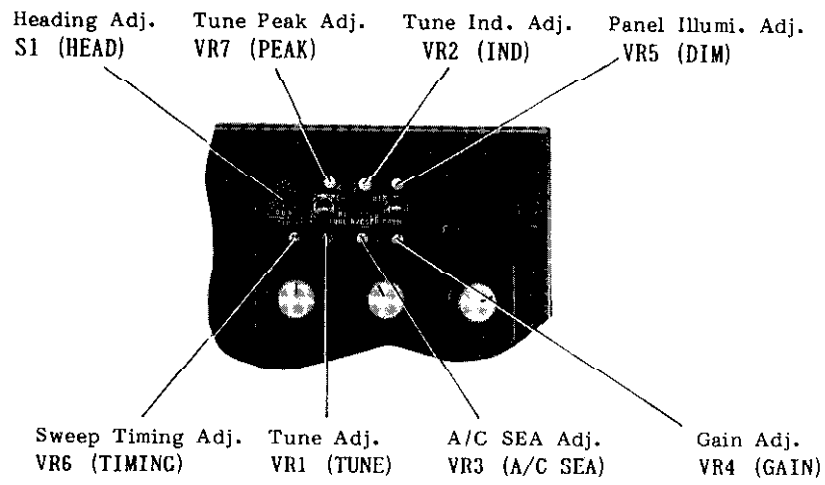 Heading Adj.
S1 (HEAD)
Tune Peak Adj.
VR7 (PEAK)
Tune Ind. Adj.
VR2 (IND)
Panel Illumi. Adj.
VR5 (DIM)
Sweep Timing Adj.
VR6 (TIMING)
Tune Adj.
VR1 (TUNE)
A/C SEA Adj.
VR3 (A/C SEA)
Gain Adj.
VR4 (GAIN)